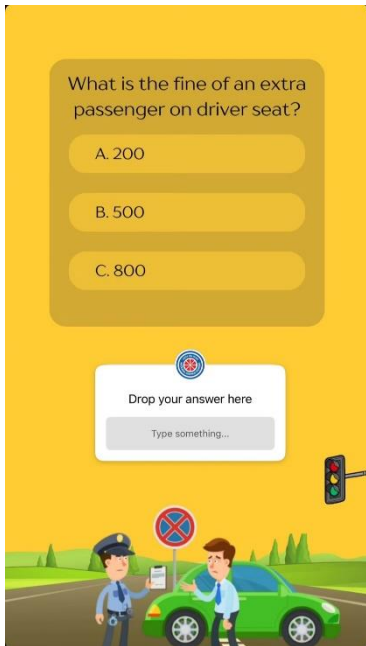 What is the fine of an extra
passenger on driver seat?
A. 200
B. 500
C. 800
Drop your answer here
Type something...